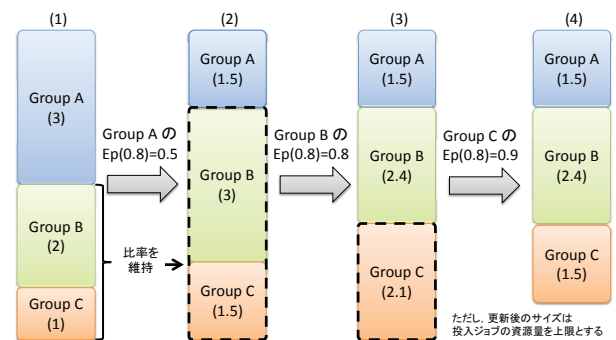 (1)
Group A
(3)
Group B
(2)
Group C
(1)
Group A の
Ep(0.8)=0.5
比率を
維持
(2)
Group A
(1.5)
Group B
(3)
Group C
(1.5)
Group B の
Ep(0.8)=0.8
(3)
Group A
(1.5)
Group B
(2.4)
Group C
(2.1)
Group C の
Ep(0.8)=0.9
(4)
Group A
(1.5)
Group B
(2.4)
Group C
(1.5)
ただし、更新後のサイズは
投入ジョブの資源量を上限とする